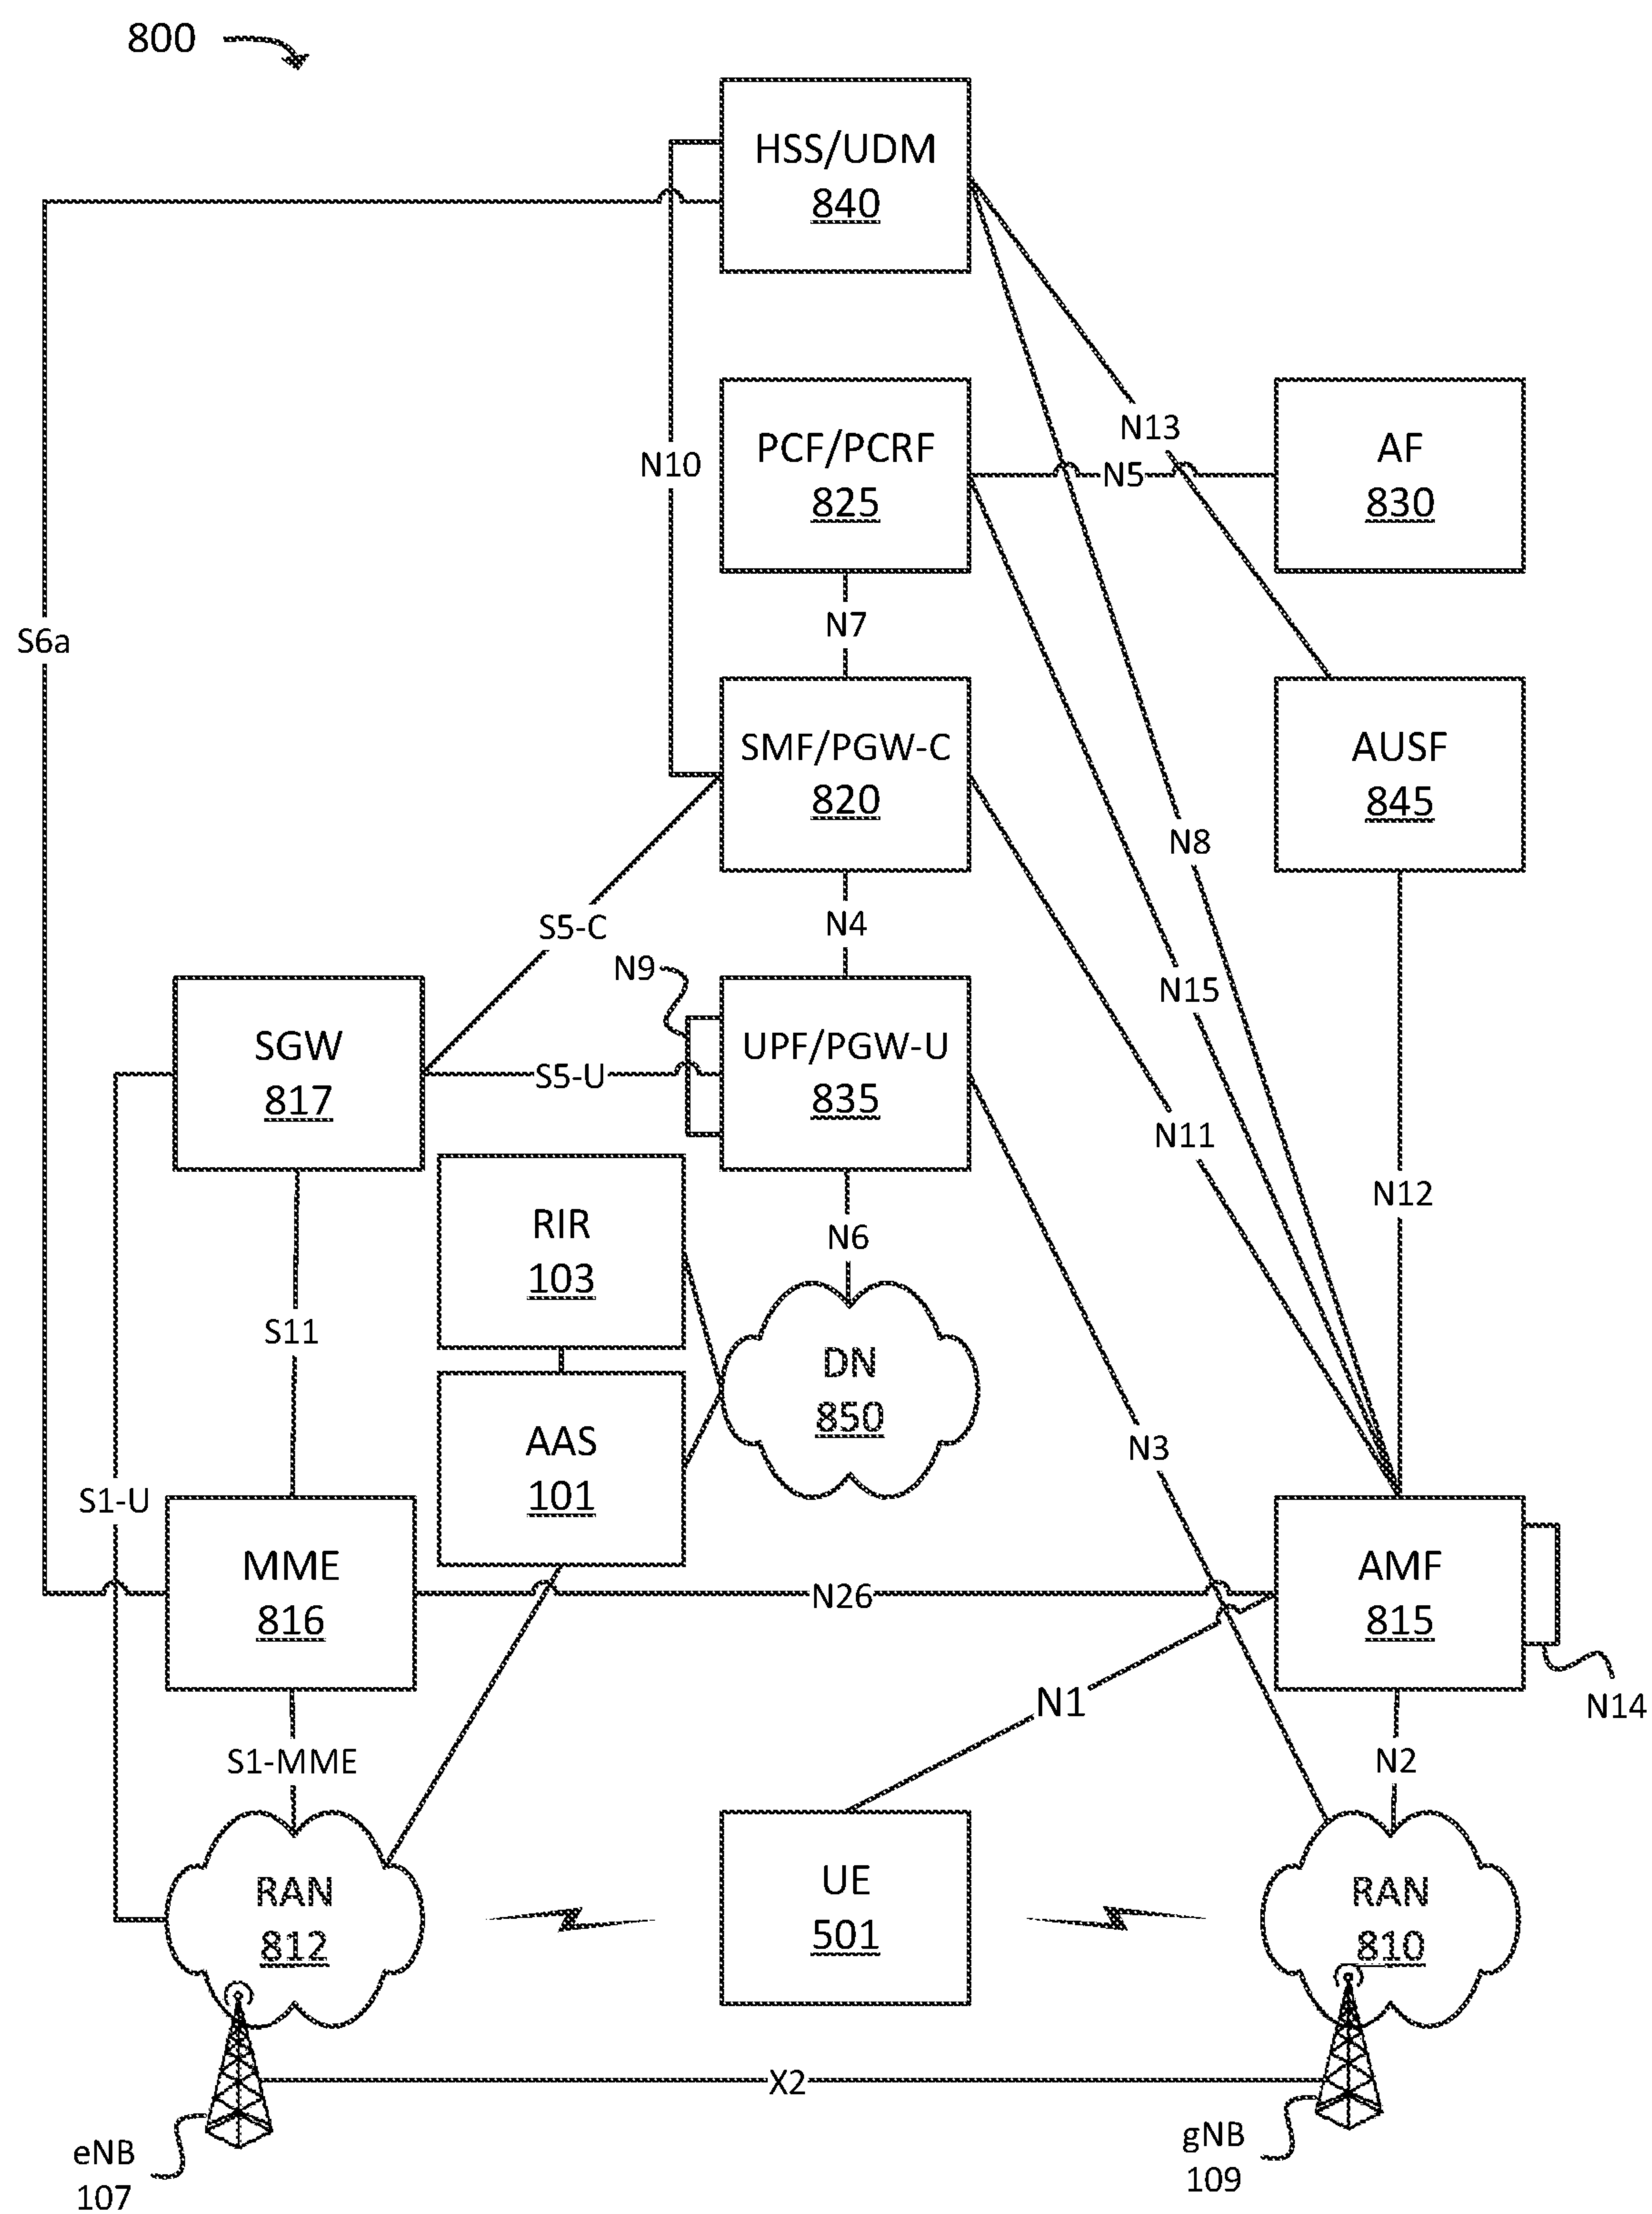 800
HSS/UDM
840
N13
PCF/PCRF
825
AF
830
N10
N5
N7
S6a
SMF/PGW-C
820
AUSF
845
N8
S5-C
N4
N9
N15
SGW
817
UPF/PGW-U
835
S5-U
N11
N12
RIR
103
N6
S11
DN
850
AAS
101
N3
S1-U
MME
816
N26
AMF
815
N1
N14
S1-MME
N2
RAN
812
UE
501
RAN
810
X2
eNB
107
gNB
109